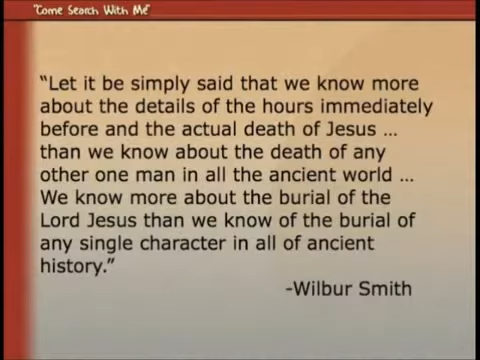 "Come Search With Me"
“Let it be simply said that we know more
about the details of the hours immediately
before and the actual death of Jesus ...
than we know about the death of any
other one man in all the ancient world ...
We know more about the burial of the
Lord Jesus than we know of the burial of
any single character in all of ancient
history.”
-Wilbur Smith